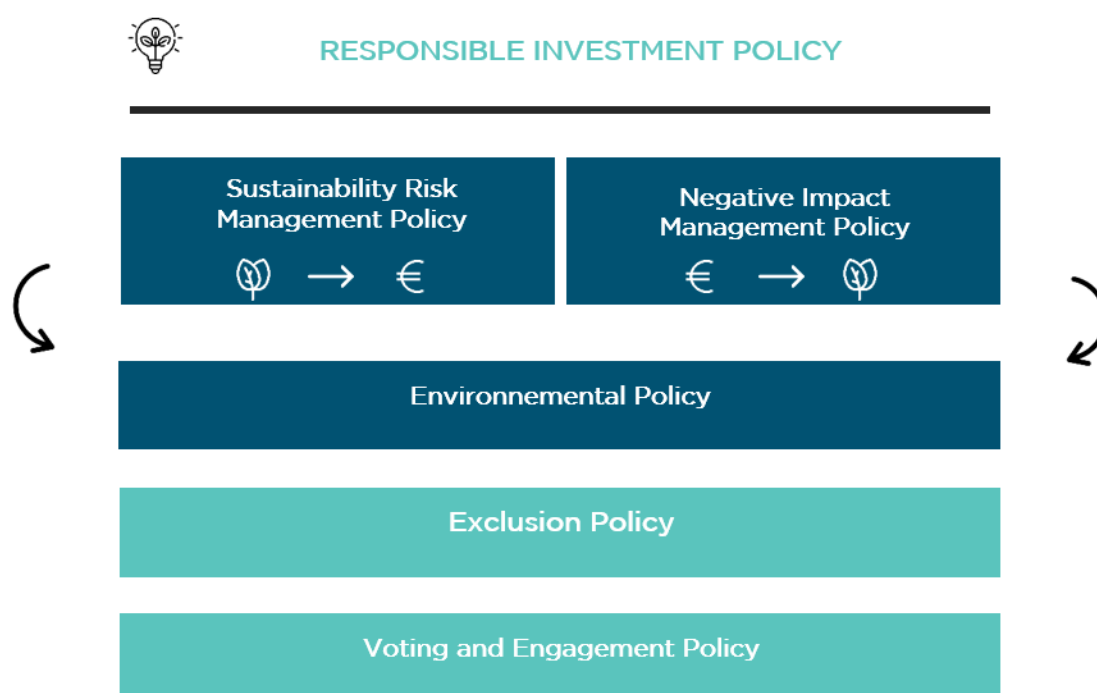 RESPONSIBLE INVESTMENT POLICY
Sustainability Risk
Management Policy
€
Negative Impact
Management Policy
€
Environnemental Policy
Exclusion Policy
Voting and Engagement Policy